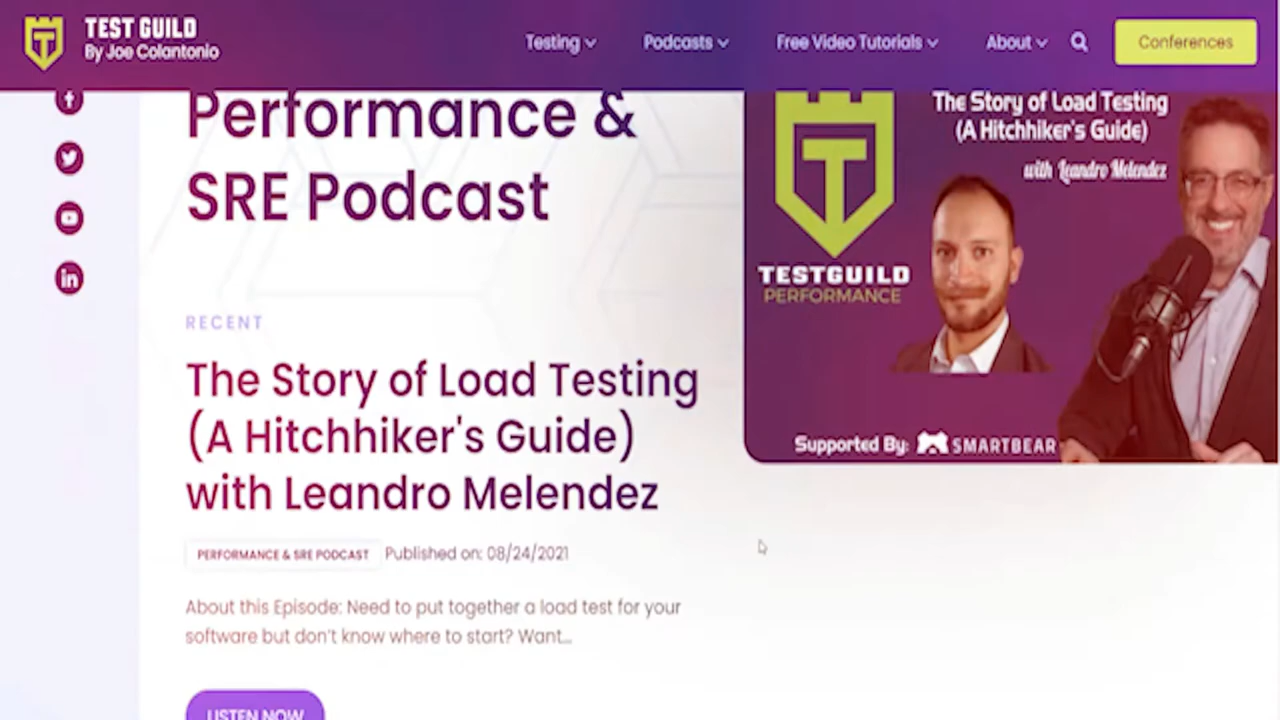 TEST GUILD
By Joe Colantonio
Testing
Podcasts
Free Video Tutorials
About
Conferences
Performance &
SRE Podcast
RECENT
The Story of Load Testing
(A Hitchhiker's Guide)
with Leandro Melendez
PERFORMANCE & SRE PODCAST Published on: 08/24/2021
About this Episode: Need to put together a load test for your
software but don't know where to start? Want...
LISTEN NOW
The Story of Load Testing
(A Hitchhiker's Guide)
with Leandro Melendez
TESTGUILD
PERFORMANCE
Supported By: SMARTBEAR